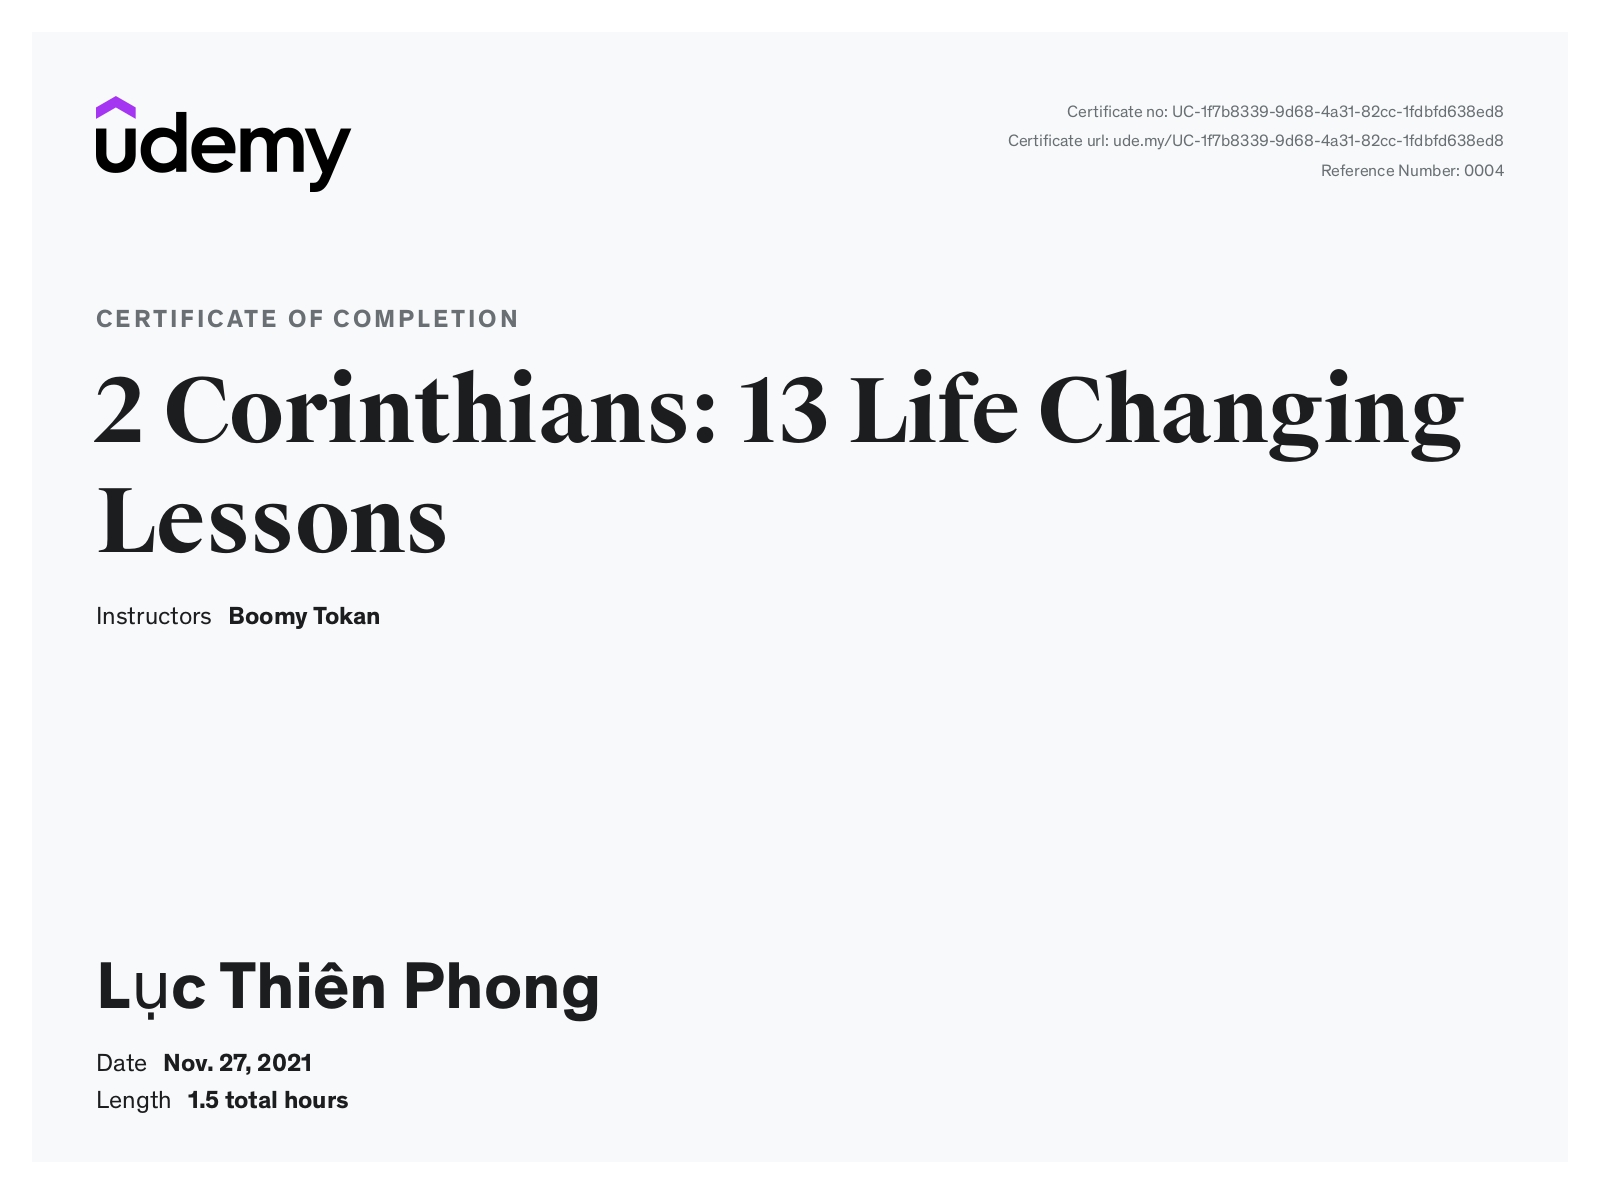 udemy
Certificate no: UC-1f7b8339-9d68-4a31-82cc-1fdbfd638ed8
Certificate url: ude.my/UC-1f7b8339-9d68-4a31-82cc-1fdbfd638ed8
Reference Number: 0004
CERTIFICATE OF COMPLETION
2 Corinthians: 13 Life Changing
Lessons
Instructors Boomy Tokan
Lục Thiên Phong
Date Nov. 27, 2021
Length 1.5 total hours